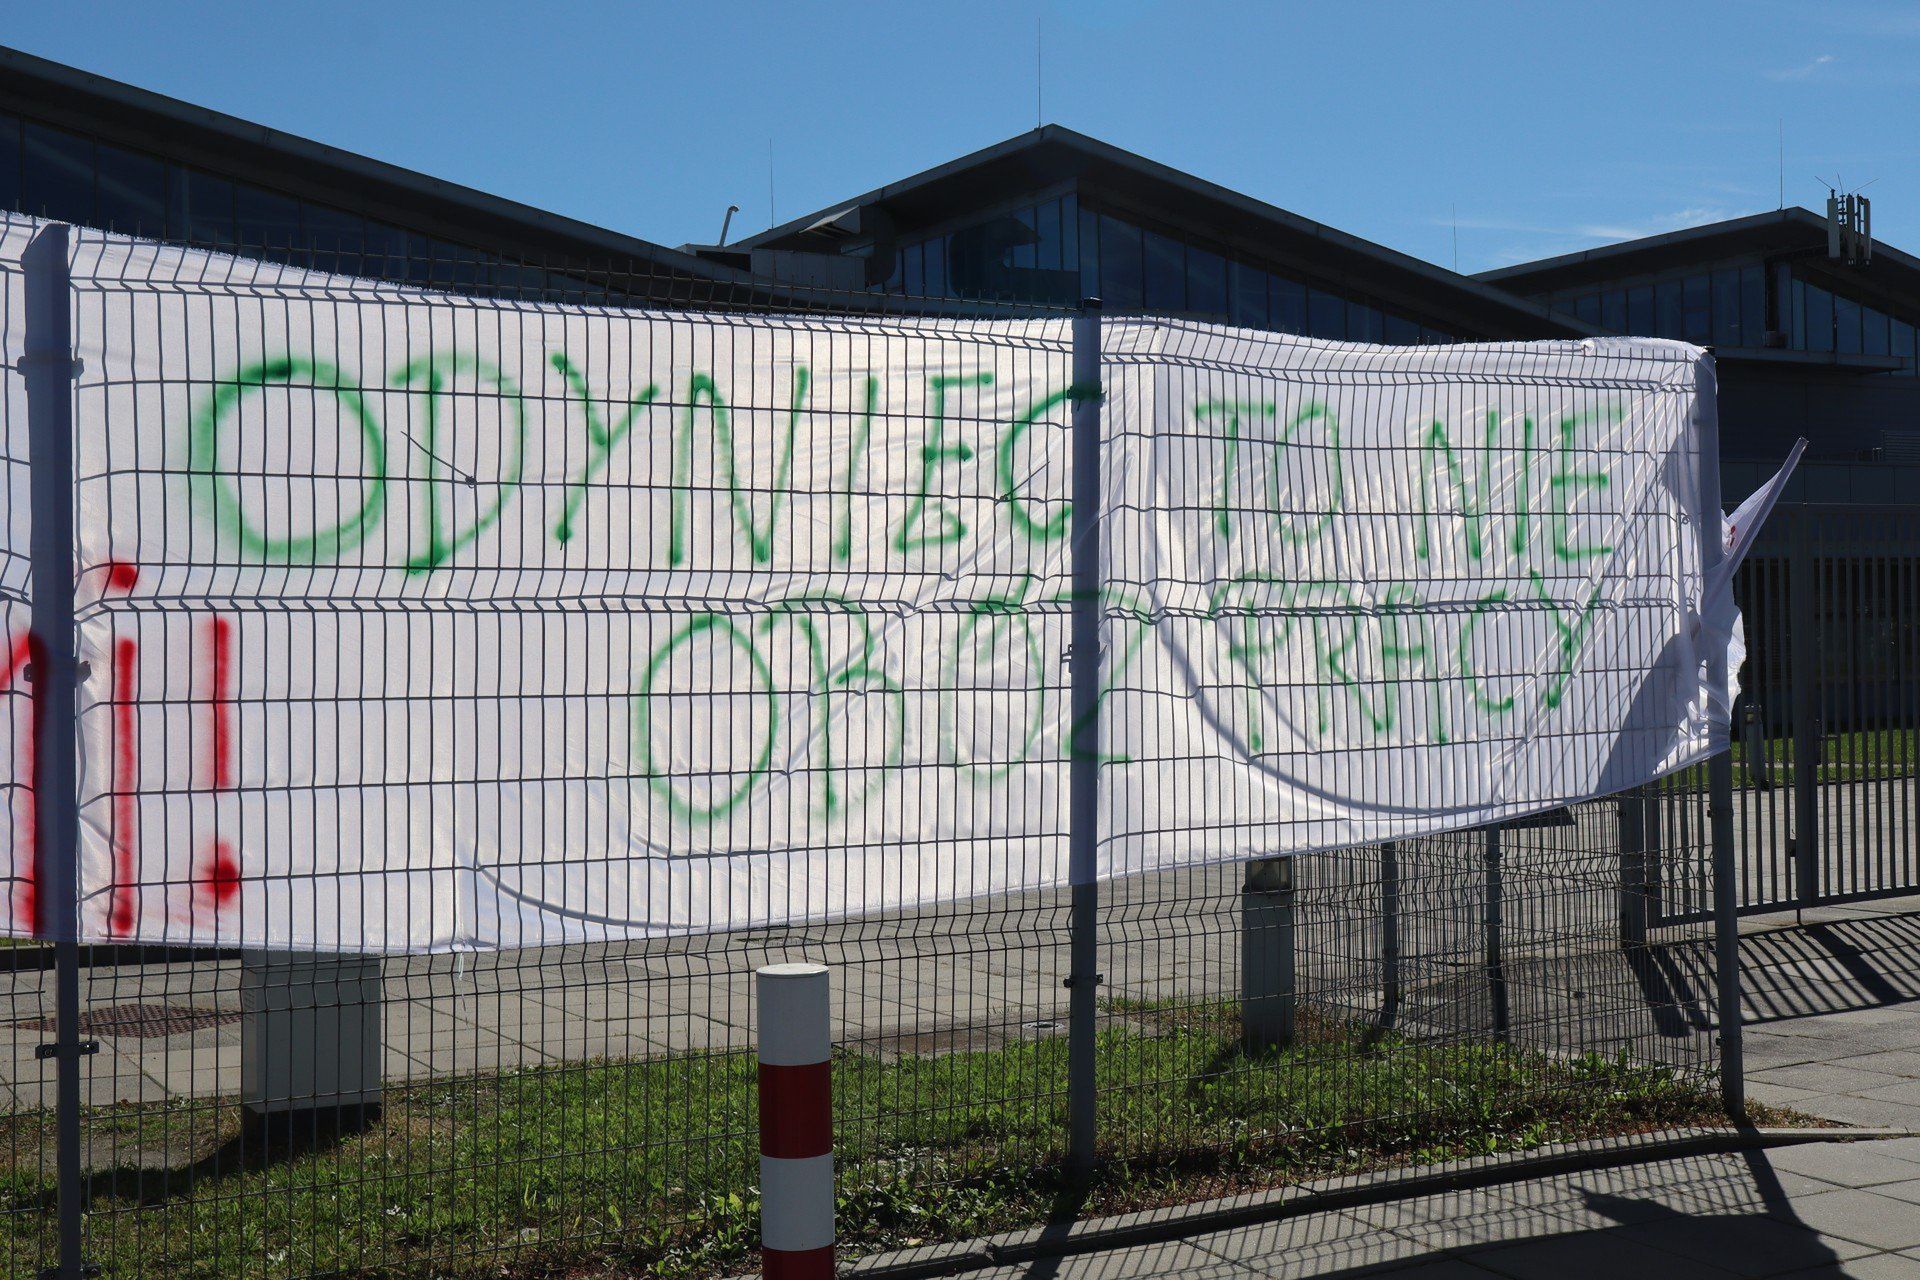 ODYNIEC TO NIE
OBÓZ PRACY